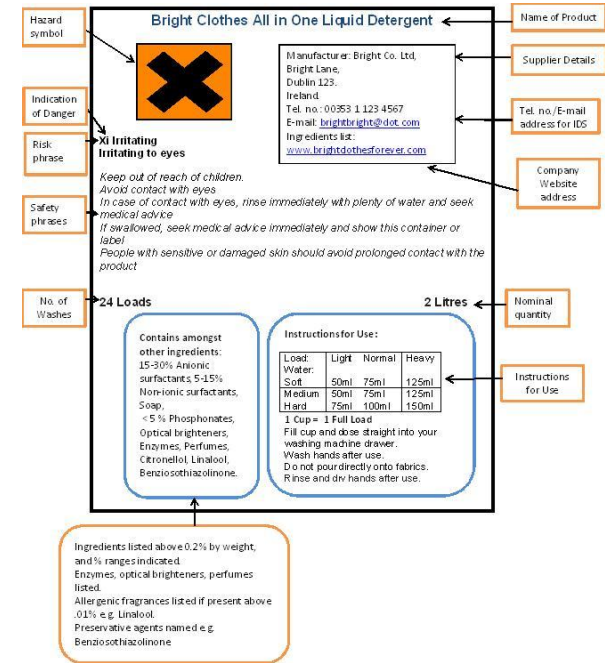 Hazard
symbol
Bright Clothes All in One Liquid Detergent
Name of Product
Manufacturer: Bright Co. Ltd,
Bright Lane,
Dublin 123.
Ireland.
Tel. no.: 00353 1 123 4567
E-mail: brightbright@dot.com
Ingredients list:
www.brightdothesforever.com
Supplier Details
Tel. no./E-mail
address for IDS
Company
Website
address
Indication
of Danger
Xi Irritating
Irritating to eyes
Risk
phrase
Safety
phrases
Keep out of reach of children.
Avoid contact with eyes
In case of contact with eyes, rinse immediately with plenty of water and seek
medical advice
If swallowed, seek medical advice immediately and show this container or
label
People with sensitive or damaged skin should avoid prolonged contact with the
product
No. of
Washes
24 Loads
2 Litres
Nominal
quantity
Contains amongst
other ingredients:
15-30% Anionic
surfactants, 5-15%
Non-ionic surfactants,
Soap,
<5 % Phosphonates,
Optical brighteners,
Enzymes, Perfumes,
Citronellol, Linalool,
Benziosothiazolinone.
Instructions for Use:
Load: Light Normal Heavy
Water:
Soft 50ml 75ml 125ml
Medium 50ml 75ml 125ml
Hard 75ml 100ml 150ml
1 Cup = 1 Full Load
Fill cup and dose straight into your
washing machine drawer.
Wash hands after use.
Do not pour directly onto fabrics.
Rinse and dry hands after use.
Instructions
for Use
Ingredients listed above 0.2% by weight,
and % ranges indicated.
Enzymes, optical brighteners, perfumes
listed.
Allergenic fragrances listed if present above
.01% e.g. Linalool.
Preservative agents named e.g.
Benziosothiazolinone